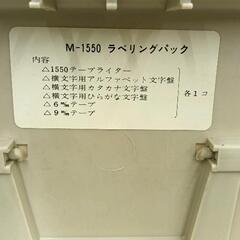 M-1550 ラベリングパック
内容
△1550テープライター
△横文字用アルファベット文字盤
△横文字用カタカナ文字盤
△横文字用ひらがな文字盤
△6㎜テープ
△9㎜テープ
各1コ